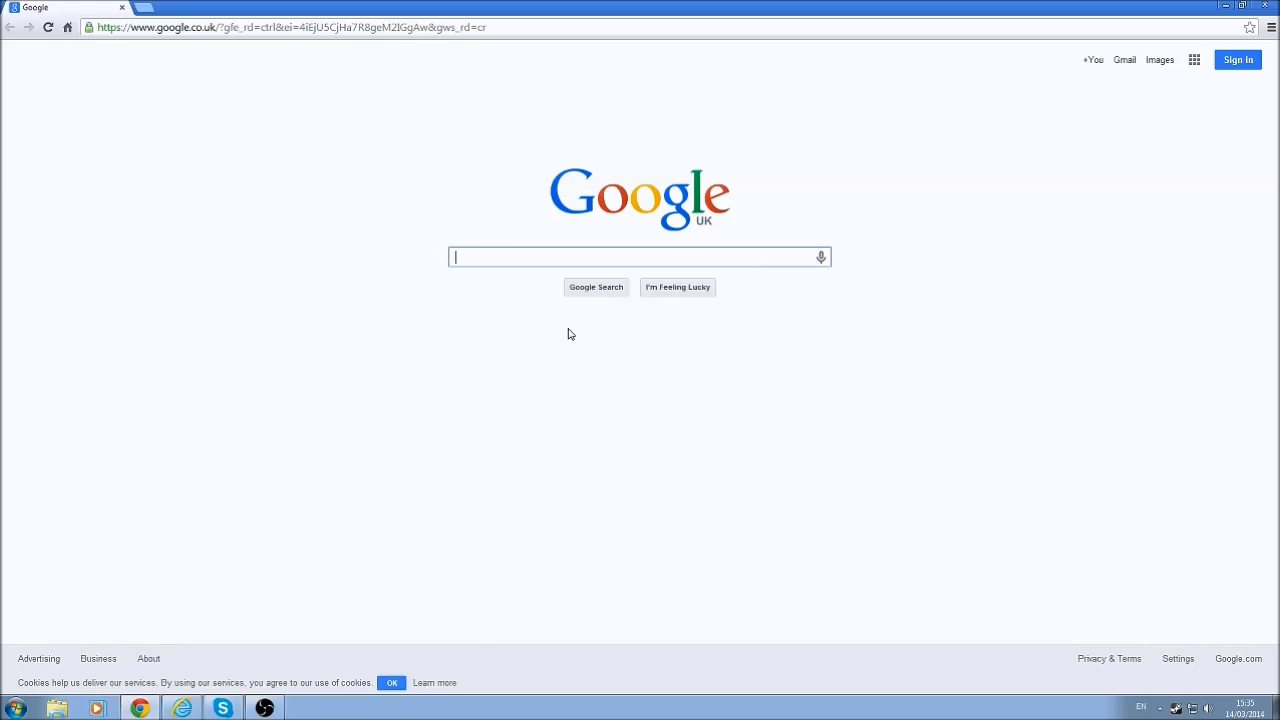 Google
https://www.google.co.uk/?gfe_rd=ctrl&ei=4iEjU5CjHa7R8geM2IGgAw&gws_rd=cr
+You Gmail Images Sign in
Google
UK
Google Search I'm Feeling Lucky
Advertising Business About Privacy & Terms Settings Google.com
Cookies help us deliver our services. By using our services, you agree to our use of cookies. OK Learn more
EN 15:35
14/03/2014